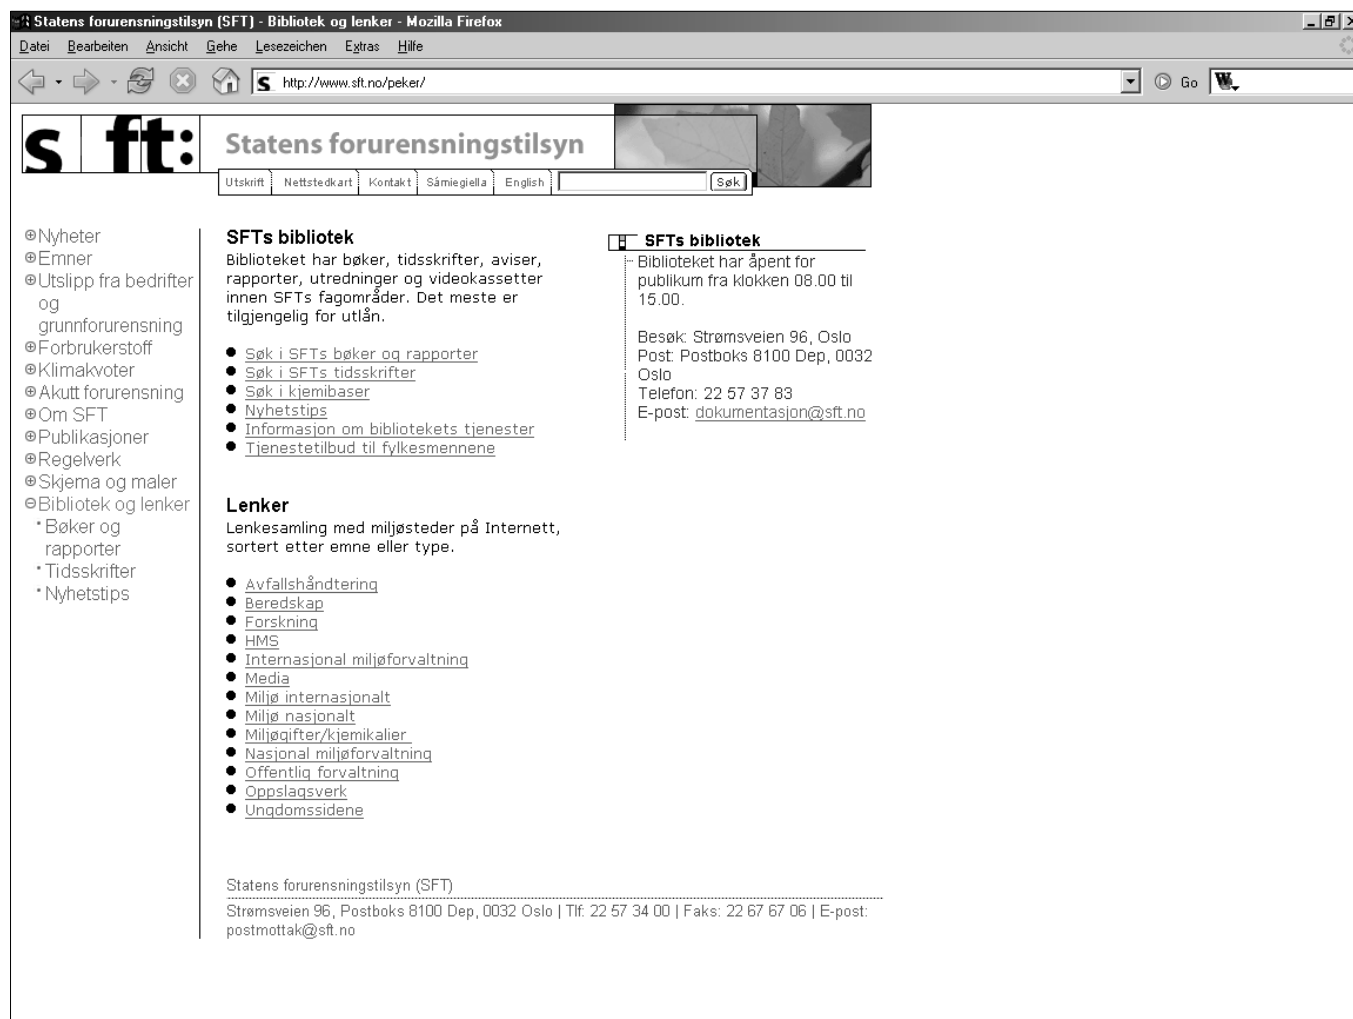 Statens forurensningstilsyn (SFT) - Bibliotek og lenker - Mozilla Firefox
Datei Bearbeiten Ansicht Gehe Lesezeichen Extras Hilfe
http://www.sft.no/peker/ Go
s ft: Statens forurensningstilsyn
Utskrift Nettstedkart Kontakt Sámiegiella English Søk
Nyheter
Emner
Utslipp fra bedrifter
og
grunnforurensning
Forbrukerstoff
Klimakvoter
Akutt forurensning
Om SFT
Publikasjoner
Regelverk
Skjema og maler
Bibliotek og lenker
Bøker og
rapporter
Tidsskrifter
Nyhetstips
SFTs bibliotek
Biblioteket har bøker, tidsskrifter, aviser,
rapporter, utredninger og videokassetter
innen SFTs fagområder. Det meste er
tilgjengelig for utlån.
Søk i SFTs bøker og rapporter
Søk i SFTs tidsskrifter
Søk i kjemibaser
Nyhetstips
Informasjon om bibliotekets tjenester
Tjenestetilbud til fylkesmennene
Lenker
Lenkesamling med miljøsteder på Internett,
sortert etter emne eller type.
Avfallshåndtering
Beredskap
Forskning
HMS
Internasjonal miljøforvaltning
Media
Miljø internasjonalt
Miljø nasjonalt
Miljøgifter/kjemikalier
Nasjonal miljøforvaltning
Offentlig forvaltning
Oppslagsverk
Ungdomssidene
SFTs bibliotek
Biblioteket har åpent for
publikum fra klokken 08.00 til
15.00.
Besøk: Strømsveien 96, Oslo
Post: Postboks 8100 Dep, 0032
Oslo
Telefon: 22 57 37 83
E-post: dokumentasjon@sft.no
Statens forurensningstilsyn (SFT)
Strømsveien 96, Postboks 8100 Dep, 0032 Oslo | Tlf: 22 57 34 00 | Faks: 22 67 67 06 | E-post:
postmottak@sft.no